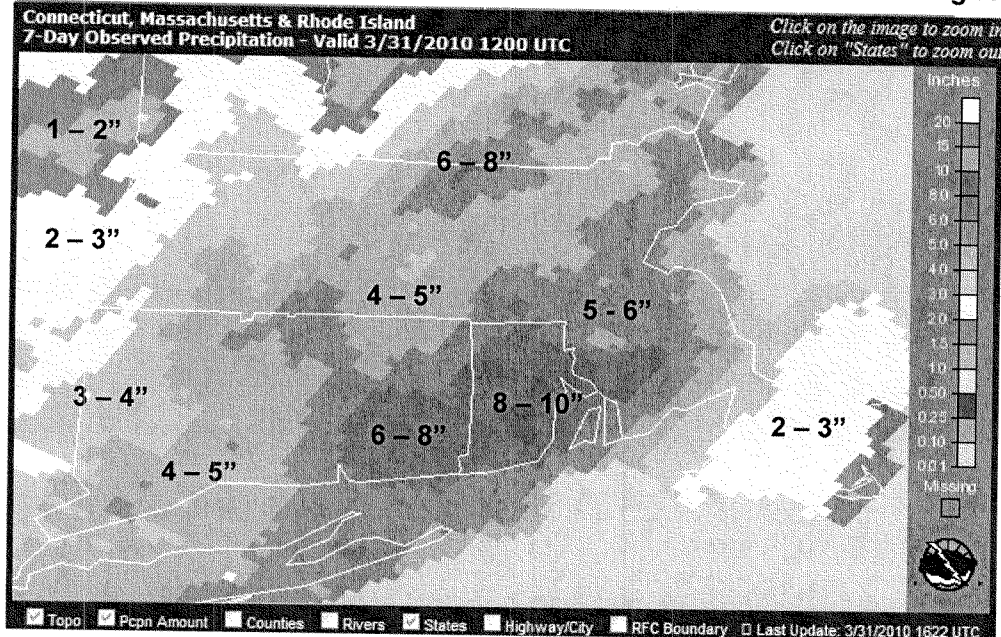 Connecticut, Massachusetts & Rhode Island
7-Day Observed Precipitation - Valid 3/31/2010 1200 UTC
Click on the image to zoom in
Click on "States" to zoom out
Inches
20
15
10
8.0
6.0
5.0
4.0
3.0
2.0
1.5
1.0
0.50
0.25
0.10
0.01
Missing
1 – 2”
6 – 8”
2 – 3”
4 – 5”
5 - 6”
3 – 4”
8 – 10”
6 – 8”
2 – 3”
4 – 5”
Topo Pcpn Amount Counties Rivers States Highway/City RFC Boundary Last Update: 3/31/2010 1622 UTC